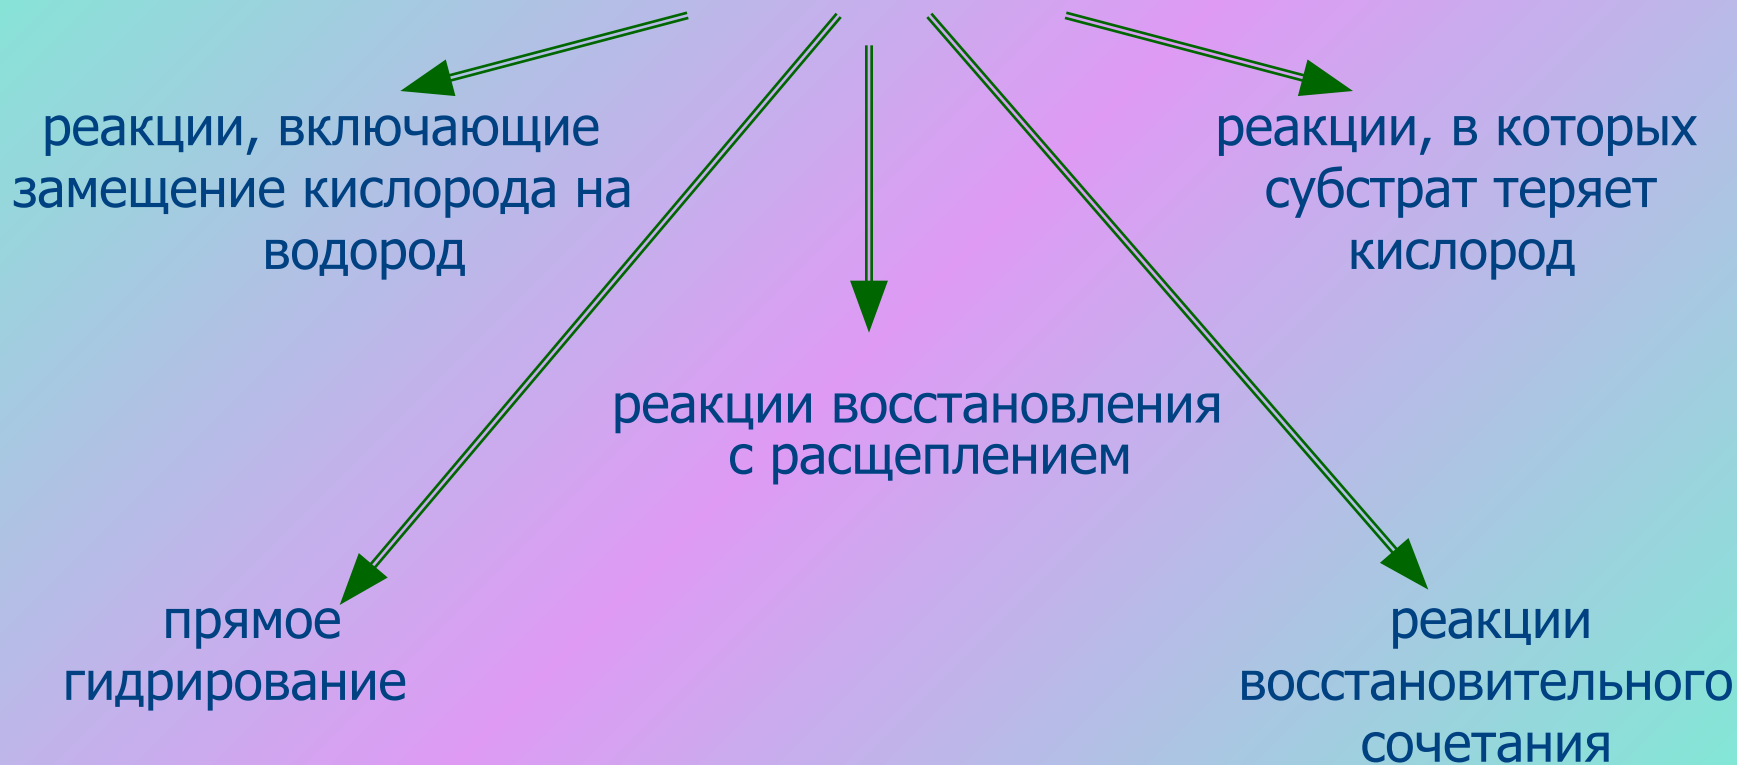 реакции, включающие
замещение кислорода на
водород
реакции, в которых
субстрат теряет
кислород
реакции восстановления
с расщеплением
прямое
гидрирование
реакции
восстановительного
сочетания